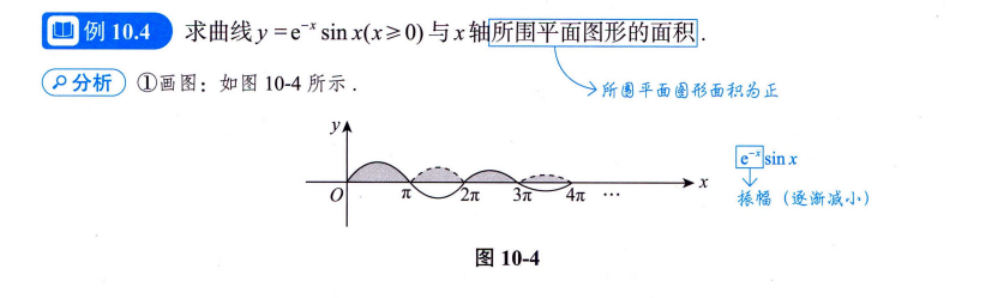 例 10.4 求曲线 y = e⁻ˣ sin x(x≥0) 与 x 轴所围平面图形的面积.
分析 ①画图：如图 10-4 所示.
所围平面图形面积为正
y
e⁻ˣ sin x
O π 2π 3π 4π … x
振幅（逐渐减小）
图 10-4